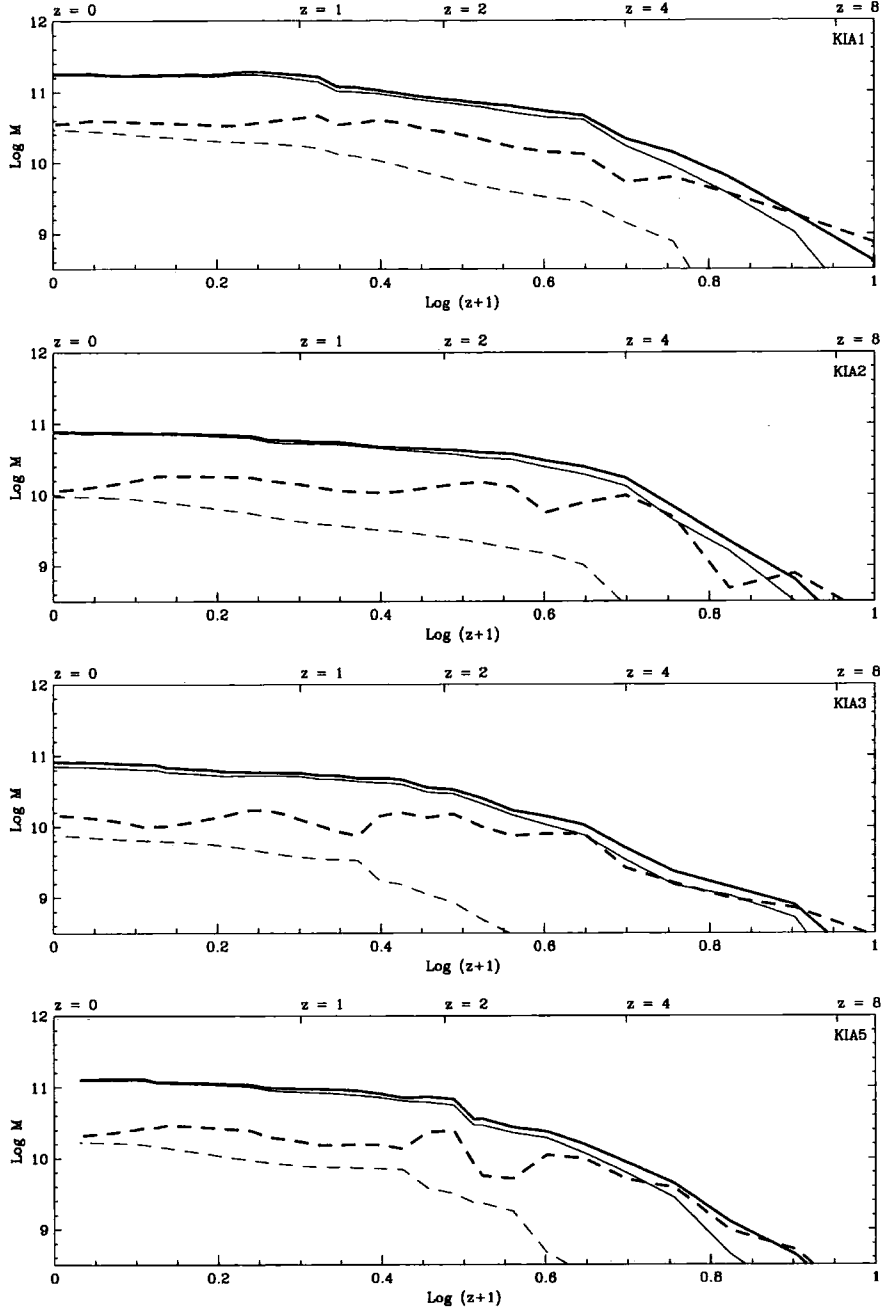 z = 0 z = 1 z = 2 z = 4 z = 8
12
KIA1
11
Log M
10
9
0 0.2 0.4 0.6 0.8 1
Log (z+1)
z = 0 z = 1 z = 2 z = 4 z = 8
12
KIA2
11
Log M
10
9
0 0.2 0.4 0.6 0.8 1
Log (z+1)
z = 0 z = 1 z = 2 z = 4 z = 8
12
KIA3
11
Log M
10
9
0 0.2 0.4 0.6 0.8 1
Log (z+1)
z = 0 z = 1 z = 2 z = 4 z = 8
12
KIA5
11
Log M
10
9
0 0.2 0.4 0.6 0.8 1
Log (z+1)